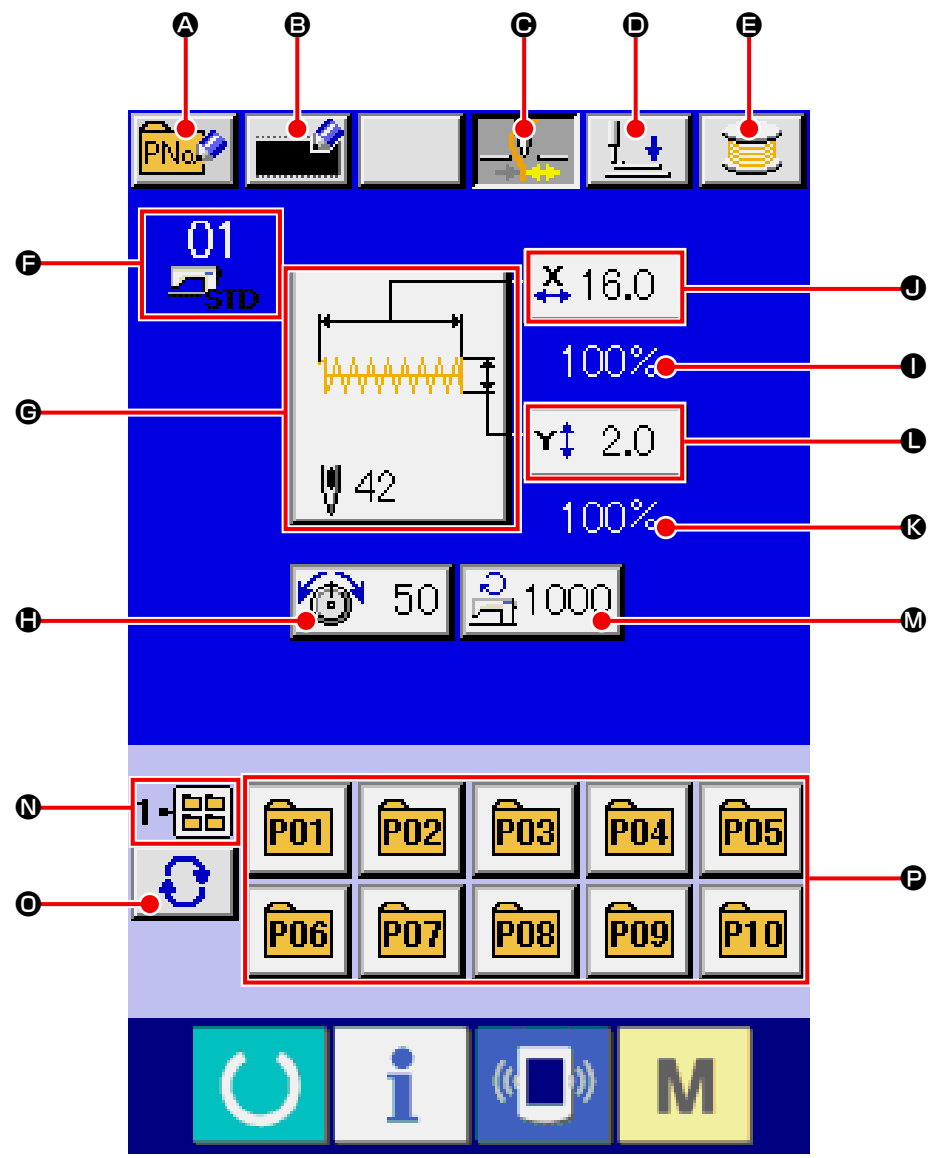 A B C D E
PNo.
01
F
STD
X 16.0 J
100% I
G
Y 2.0 L
42
100% K
H 50 1000 M
N 1
P01 P02 P03 P04 P05
O P
P06 P07 P08 P09 P10
i M